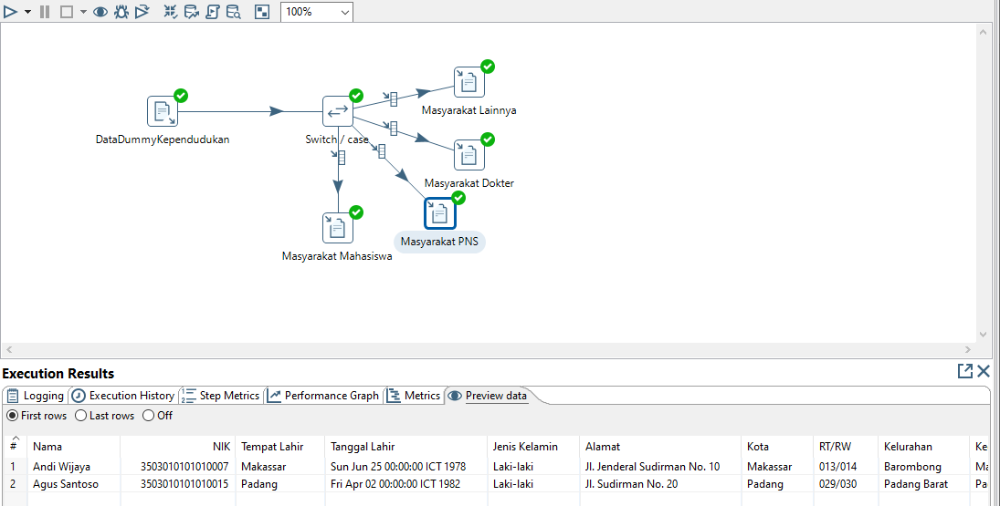 100%
Masyarakat Lainnya
DataDummyKependudukan
Switch / case
Masyarakat Dokter
Masyarakat PNS
Masyarakat Mahasiswa
Execution Results
Logging Execution History Step Metrics Performance Graph Metrics Preview data
First rows Last rows Off
# Nama NIK Tempat Lahir Tanggal Lahir Jenis Kelamin Alamat Kota RT/RW Kelurahan Ke
1 Andi Wijaya 3503010101010007 Makassar Sun Jun 25 00:00:00 ICT 1978 Laki-laki Jl. Jenderal Sudirman No. 10 Makassar 013/014 Barombong Ma
2 Agus Santoso 3503010101010015 Padang Fri Apr 02 00:00:00 ICT 1982 Laki-laki Jl. Sudirman No. 20 Padang 029/030 Padang Barat Pa